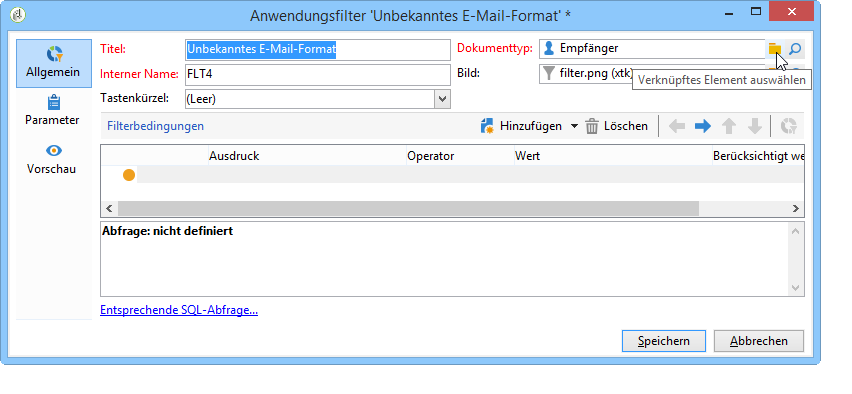 Anwendungsfilter 'Unbekanntes E-Mail-Format' *
Allgemein
Parameter
Vorschau
Titel: Unbekanntes E-Mail-Format Dokumenttyp: Empfänger
Interner Name: FLT4 Bild: filter.png (xtk)
Verknüpftes Element auswählen
Tastenkürzel: (Leer)
Filterbedingungen Hinzufügen Löschen
Ausdruck Operator Wert Berücksichtigt we
Abfrage: nicht definiert
Entsprechende SQL-Abfrage...
Speichern Abbrechen